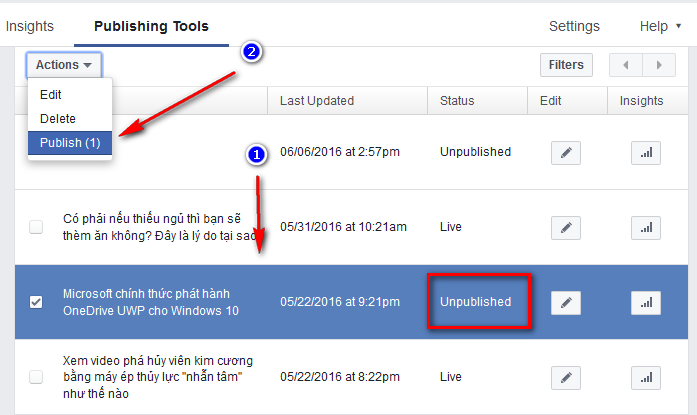 Insights Publishing Tools Settings Help
Actions Filters
2
Edit
Delete
Publish (1)
Last Updated Status Edit Insights
06/06/2016 at 2:57pm Unpublished
1
Có phải nếu thiếu ngủ thì bạn sẽ
thèm ăn không? Đây là lý do tại sao
05/31/2016 at 10:21am Live
Microsoft chính thức phát hành
OneDrive UWP cho Windows 10
05/22/2016 at 9:21pm Unpublished
Xem video phá hủy viên kim cương
bằng máy ép thủy lực "nhẫn tâm"
như thế nào
05/22/2016 at 8:22pm Live